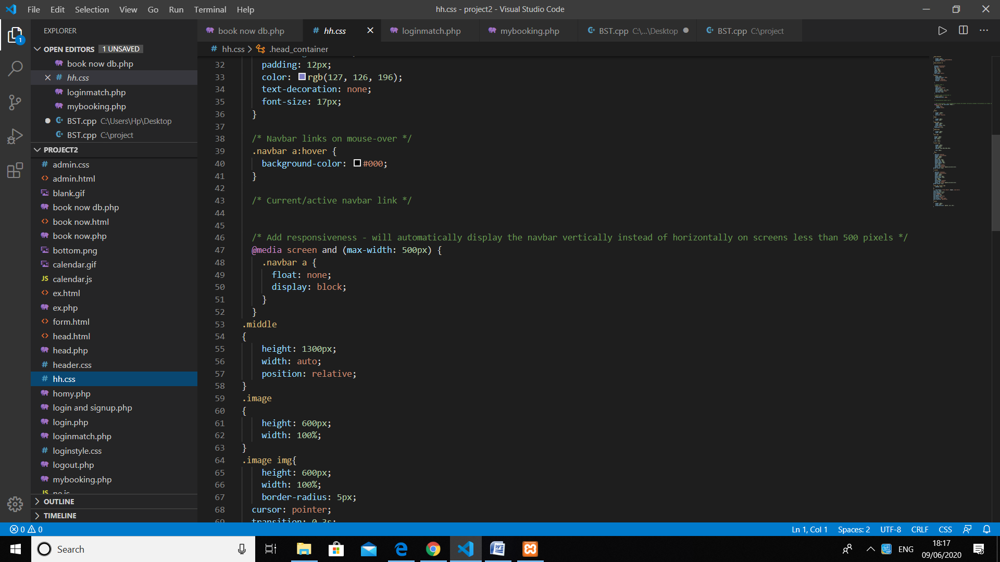 File Edit Selection View Go Run Terminal Help
hh.css - project2 - Visual Studio Code
EXPLORER
OPEN EDITORS 1 UNSAVED
book now db.php
hh.css
loginmatch.php
mybooking.php
BST.cpp C:\Users\Hp\Desktop
BST.cpp C:\project
PROJECT2
admin.css
admin.html
blank.gif
book now db.php
book now.html
book now.php
bottom.png
calendar.gif
calendar.js
ex.html
ex.php
form.html
head.html
head.php
header.css
hh.css
homy.php
login and signup.php
login.php
loginmatch.php
loginstyle.css
logout.php
mybooking.php
OUTLINE
TIMELINE
book now db.php hh.css loginmatch.php mybooking.php BST.cpp C:\...\Desktop BST.cpp C:\project
hh.css > .head_container
32 padding: 12px;
33 color: rgb(127, 126, 196);
34 text-decoration: none;
35 font-size: 17px;
36 }
37
38 /* Navbar links on mouse-over */
39 .navbar a:hover {
40 background-color: #000;
41 }
42
43 /* Current/active navbar link */
44
45
46 /* Add responsiveness - will automatically display the navbar vertically instead of horizontally on screens less than 500 pixels */
47 @media screen and (max-width: 500px) {
48 .navbar a {
49 float: none;
50 display: block;
51 }
52 }
53 .middle
54 {
55 height: 1300px;
56 width: auto;
57 position: relative;
58 }
59 .image
60 {
61 height: 600px;
62 width: 100%;
63 }
64 .image img{
65 height: 600px;
66 width: 100%;
67 border-radius: 5px;
68 cursor: pointer;
69 transition: 0.3s;
0 0
Ln 1, Col 1 Spaces: 2 UTF-8 CRLF CSS
Search
ENG
18:17
09/06/2020